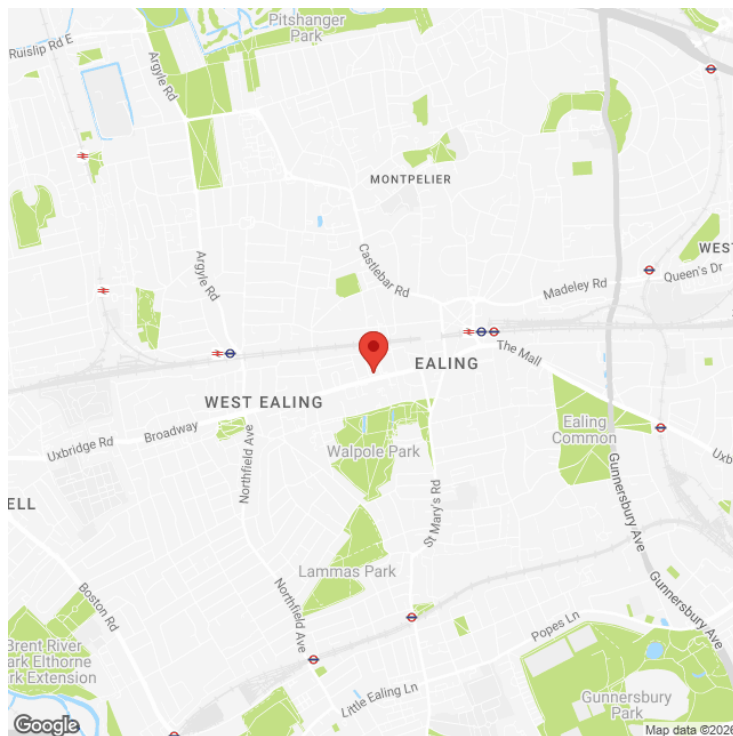 Pitshanger
Park
Ruislip Rd E
Argyle Rd
MONTPELIER
Castlebar Rd
Argyle Rd
WEST
Queen's Dr
Madeley Rd
The Mall
EALING
WEST EALING
Ealing
Common
Broadway
Uxbridge Rd
Uxb
Walpole Park
Northfield Ave
St Mary's Rd
Gunnersbury Ave
ELL
Lammas Park
Boston Rd
Northfield Ave
Gunnersbury Ave
Popes Ln
Brent River
ark Elthorne
rk Extension
Little Ealing Ln
Gunnersbury
Park
Google
Map data ©2026